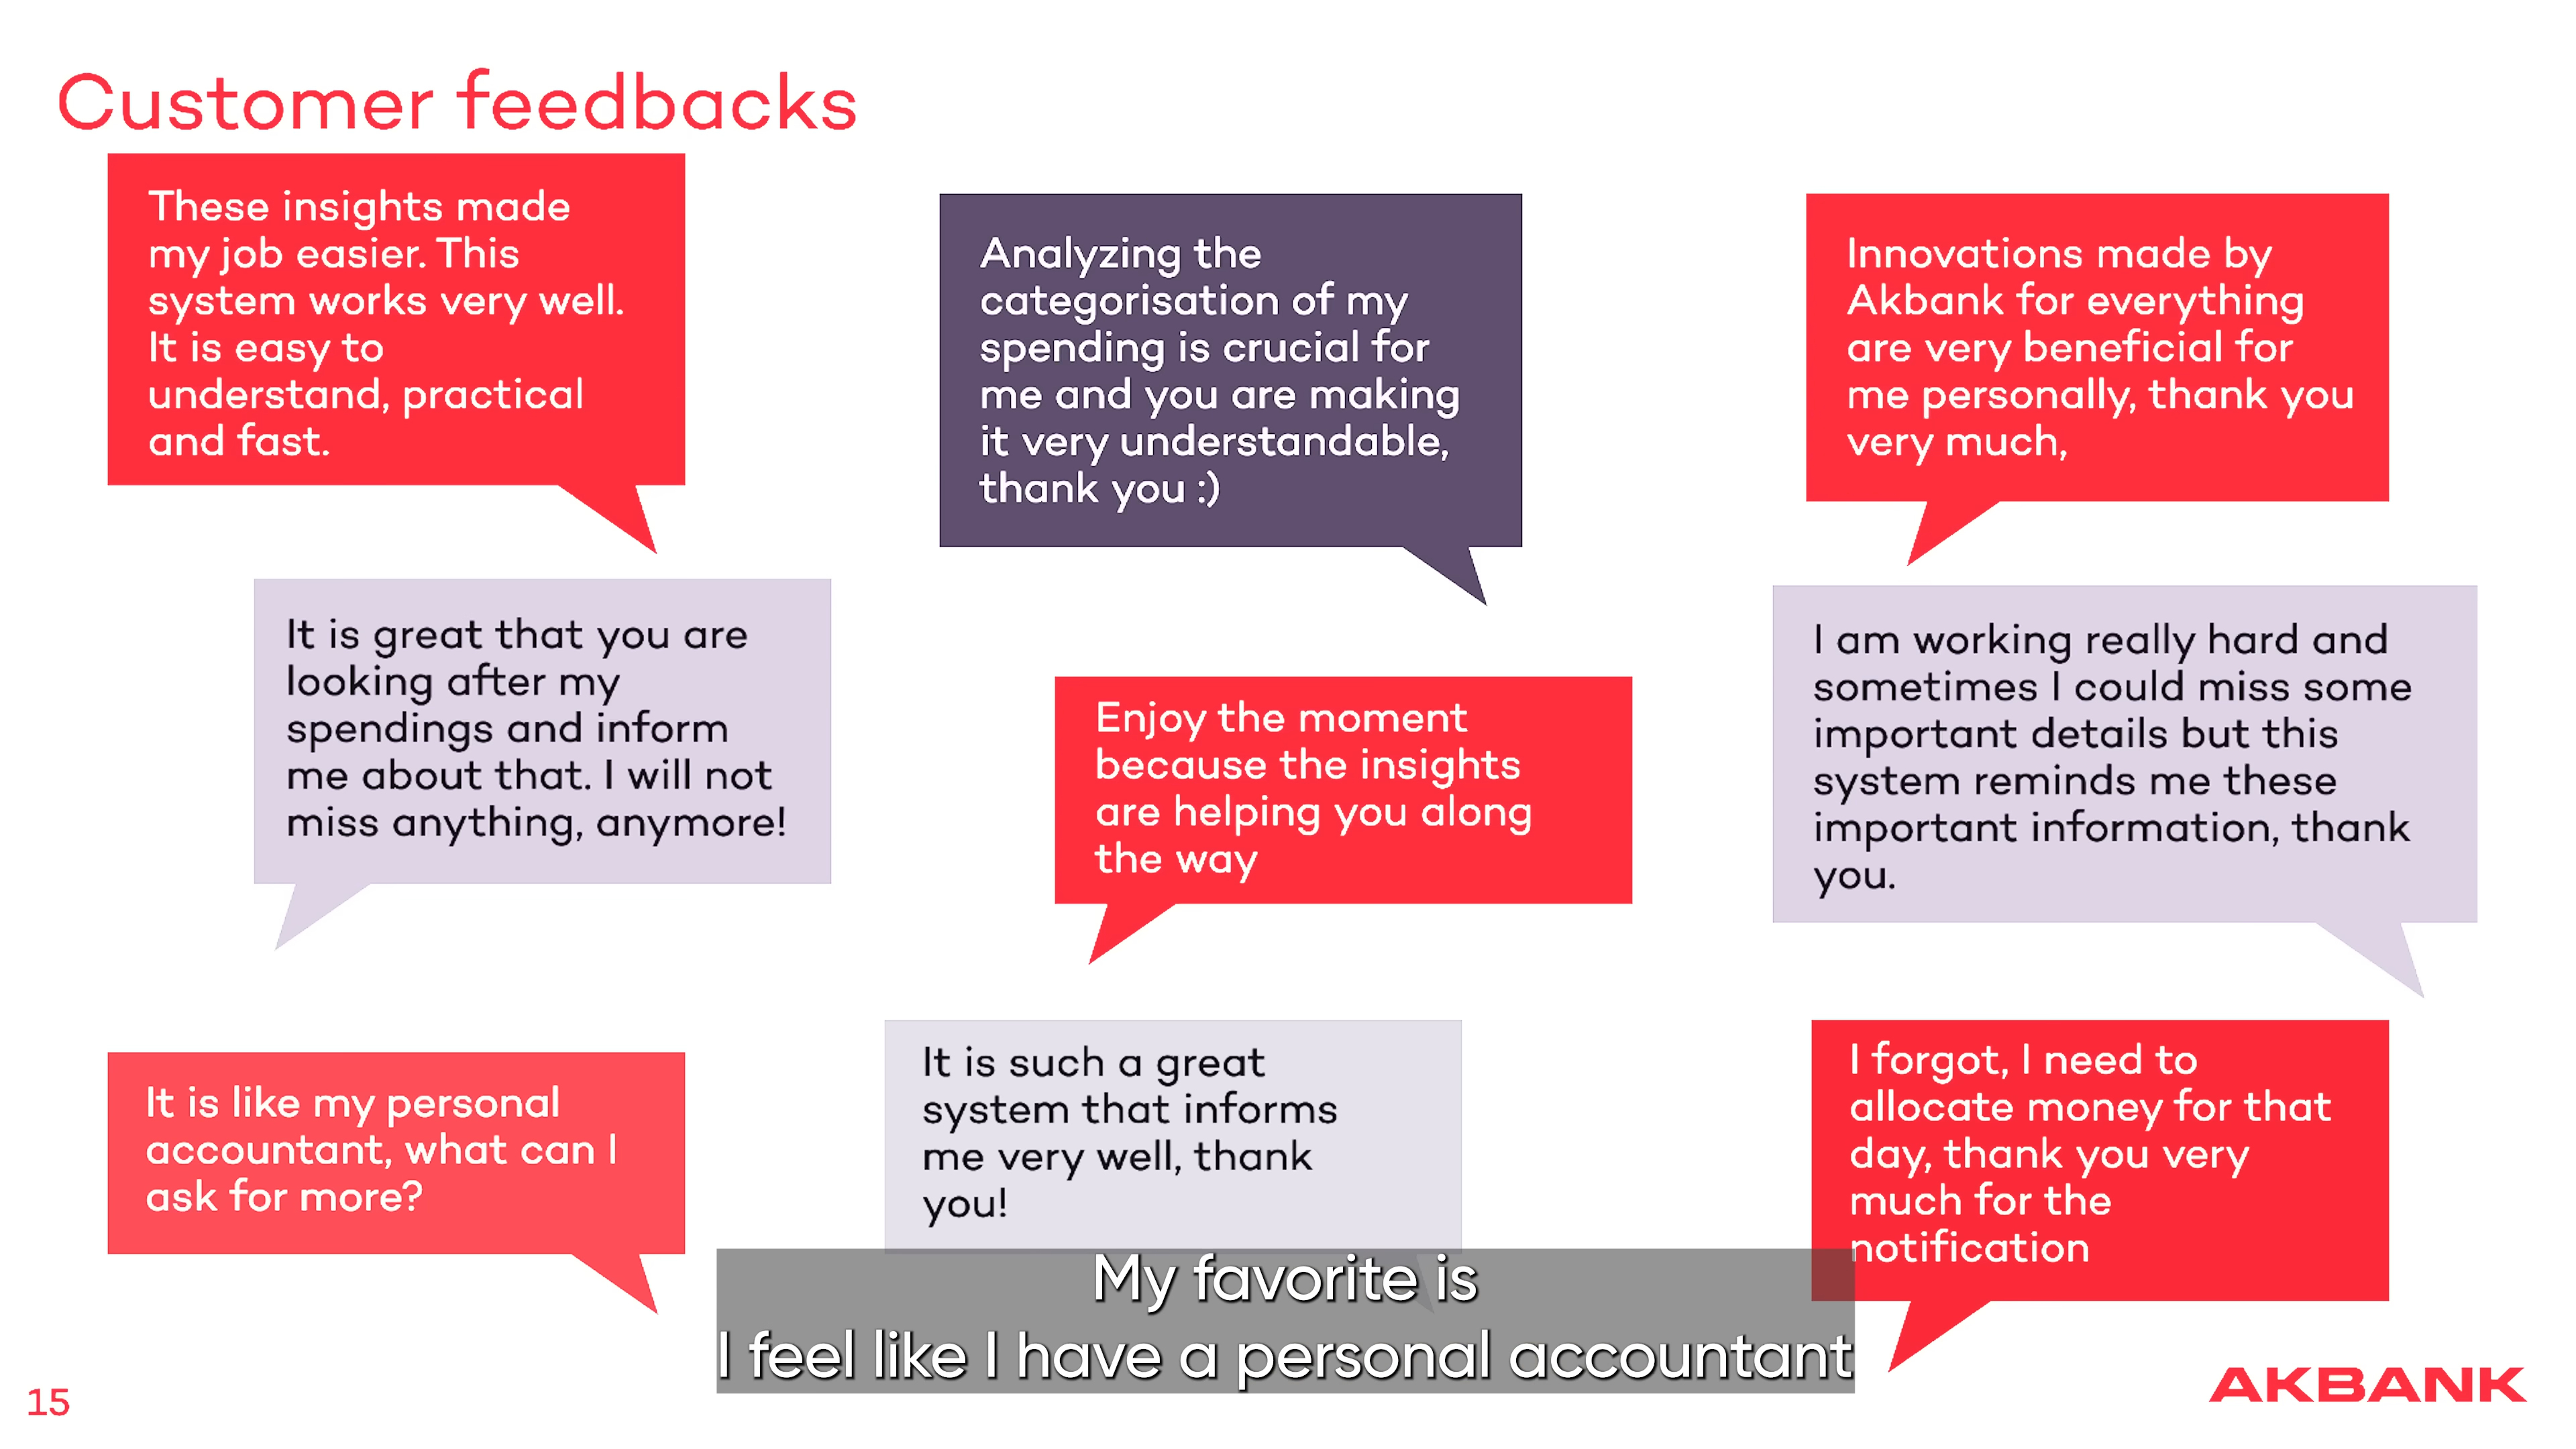 Customer feedbacks
These insights made
my job easier. This
system works very well.
It is easy to
understand, practical
and fast.
Analyzing the
categorisation of my
spending is crucial for
me and you are making
it very understandable,
thank you :)
Innovations made by
Akbank for everything
are very beneficial for
me personally, thank you
very much,
It is great that you are
looking after my
spendings and inform
me about that. I will not
miss anything, anymore!
Enjoy the moment
because the insights
are helping you along
the way
I am working really hard and
sometimes I could miss some
important details but this
system reminds me these
important information, thank
you.
It is like my personal
accountant, what can I
ask for more?
It is such a great
system that informs
me very well, thank
you!
I forgot, I need to
allocate money for that
day, thank you very
much for the
notification
My favorite is
I feel like I have a personal accountant
15
AKBANK